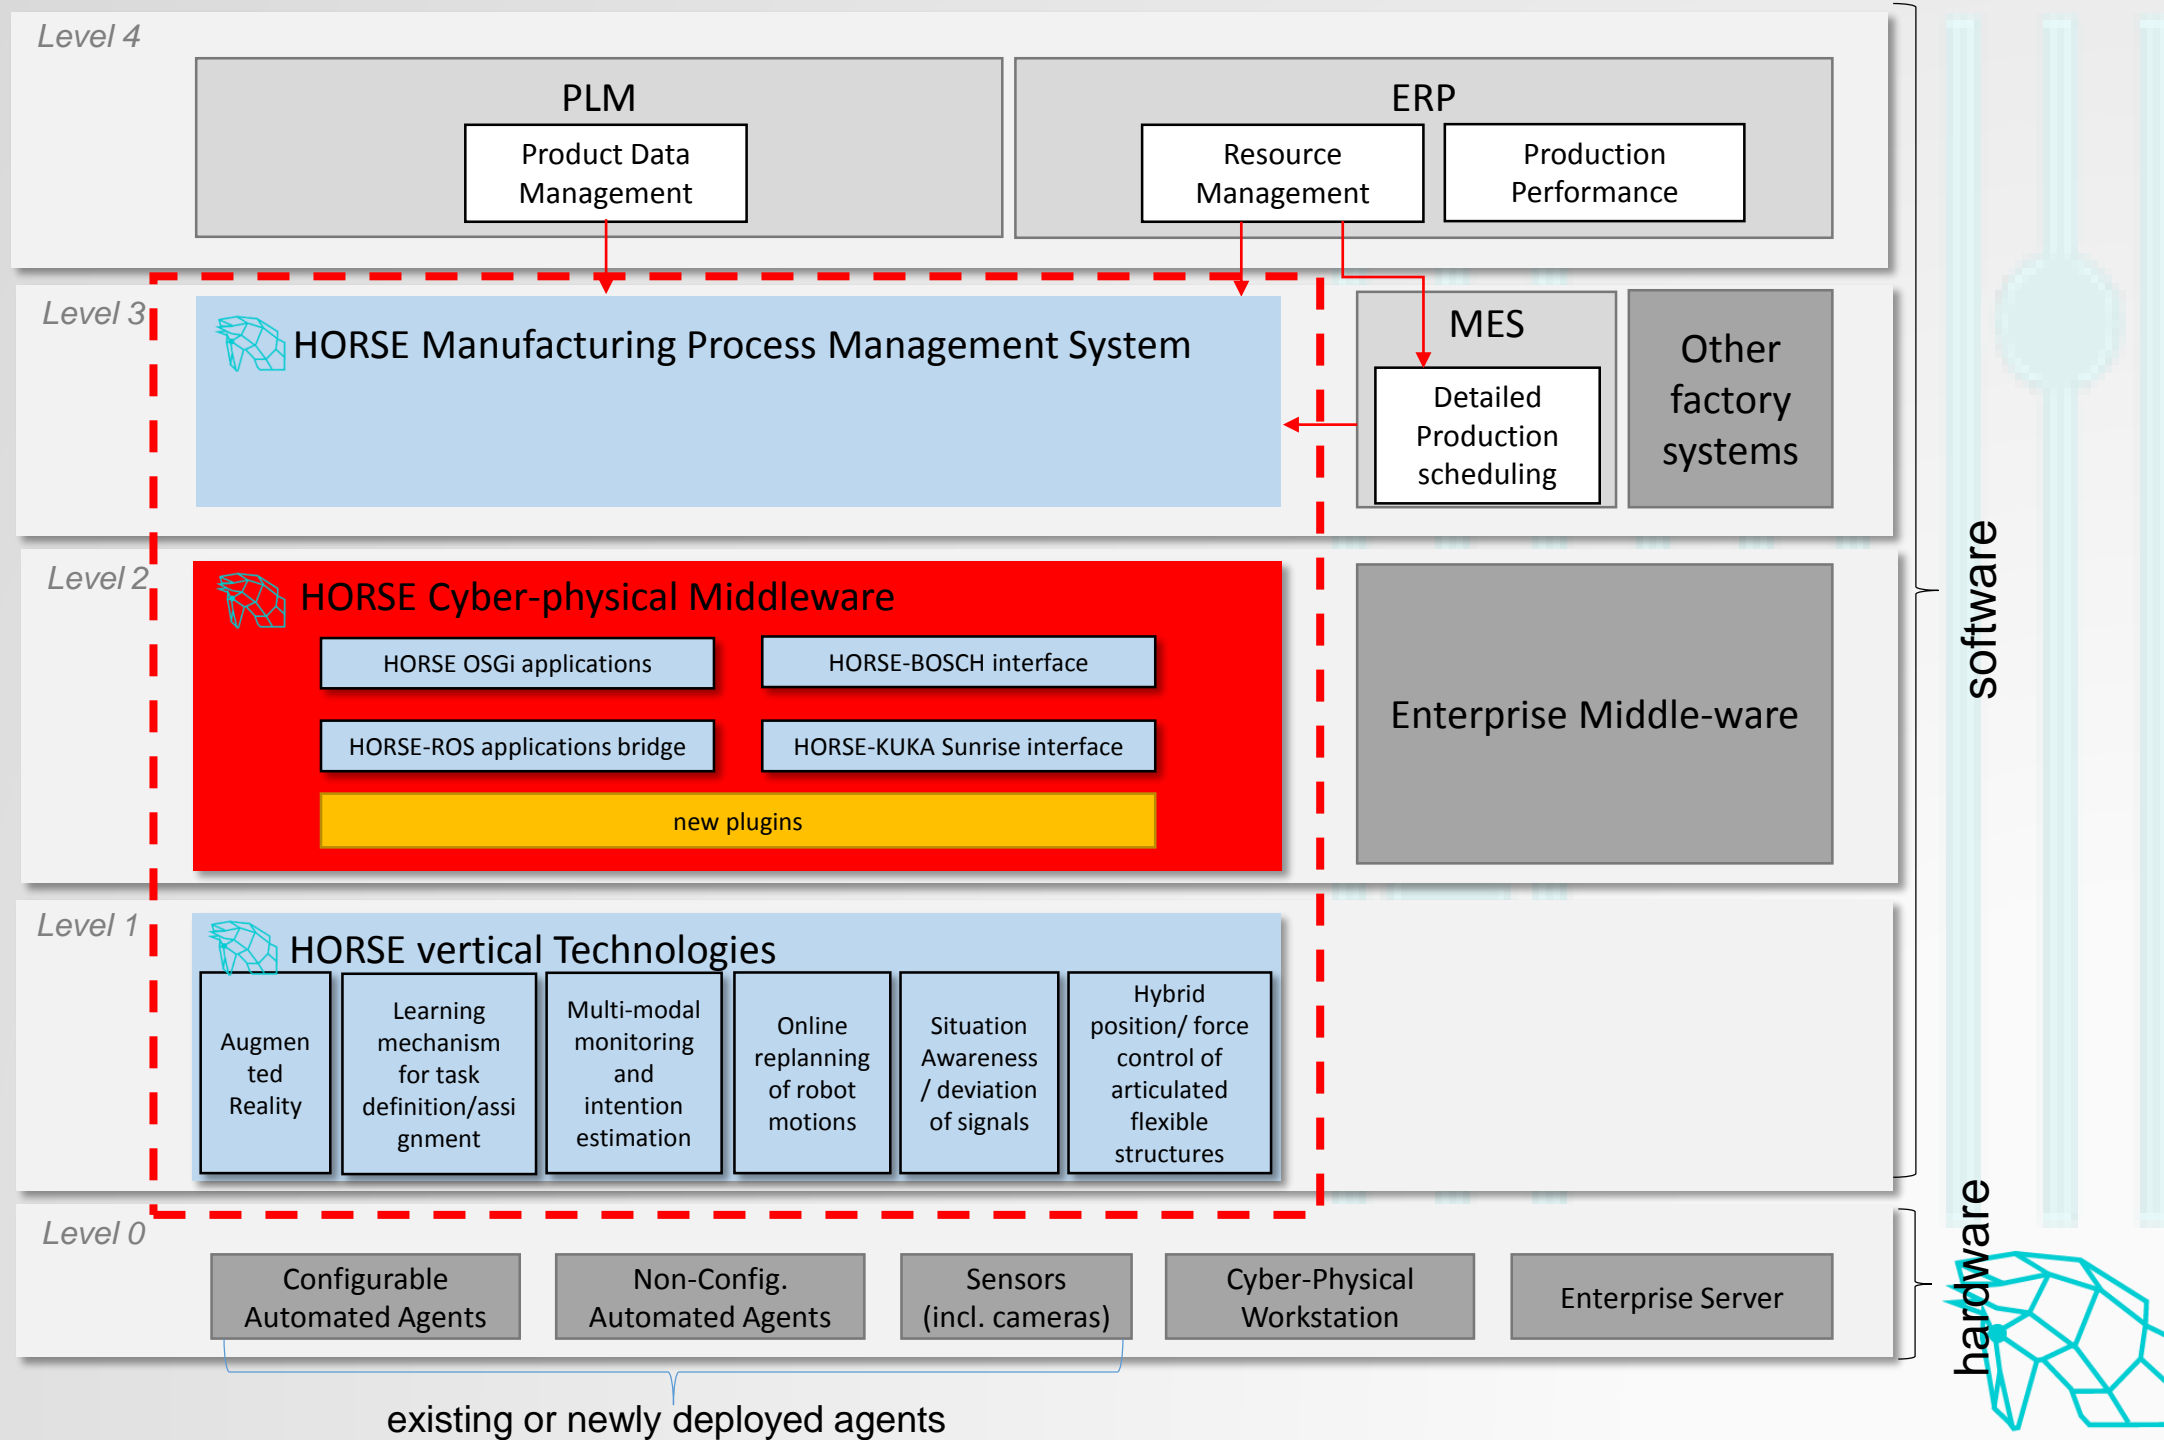 Level 4
PLM
Product Data
Management
ERP
Resource
Management
Production
Performance
Level 3
HORSE Manufacturing Process Management System
MES
Detailed
Production
scheduling
Other
factory
systems
Level 2
HORSE Cyber-physical Middleware
HORSE OSGi applications
HORSE-BOSCH interface
HORSE-ROS applications bridge
HORSE-KUKA Sunrise interface
new plugins
Enterprise Middle-ware
software
Level 1
HORSE vertical Technologies
Augmen
ted
Reality
Learning
mechanism
for task
definition/assi
gnment
Multi-modal
monitoring
and
intention
estimation
Online
replanning
of robot
motions
Situation
Awareness
/ deviation
of signals
Hybrid
position/ force
control of
articulated
flexible
structures
Level 0
Configurable
Automated Agents
Non-Config.
Automated Agents
Sensors
(incl. cameras)
Cyber-Physical
Workstation
Enterprise Server
hardware
existing or newly deployed agents